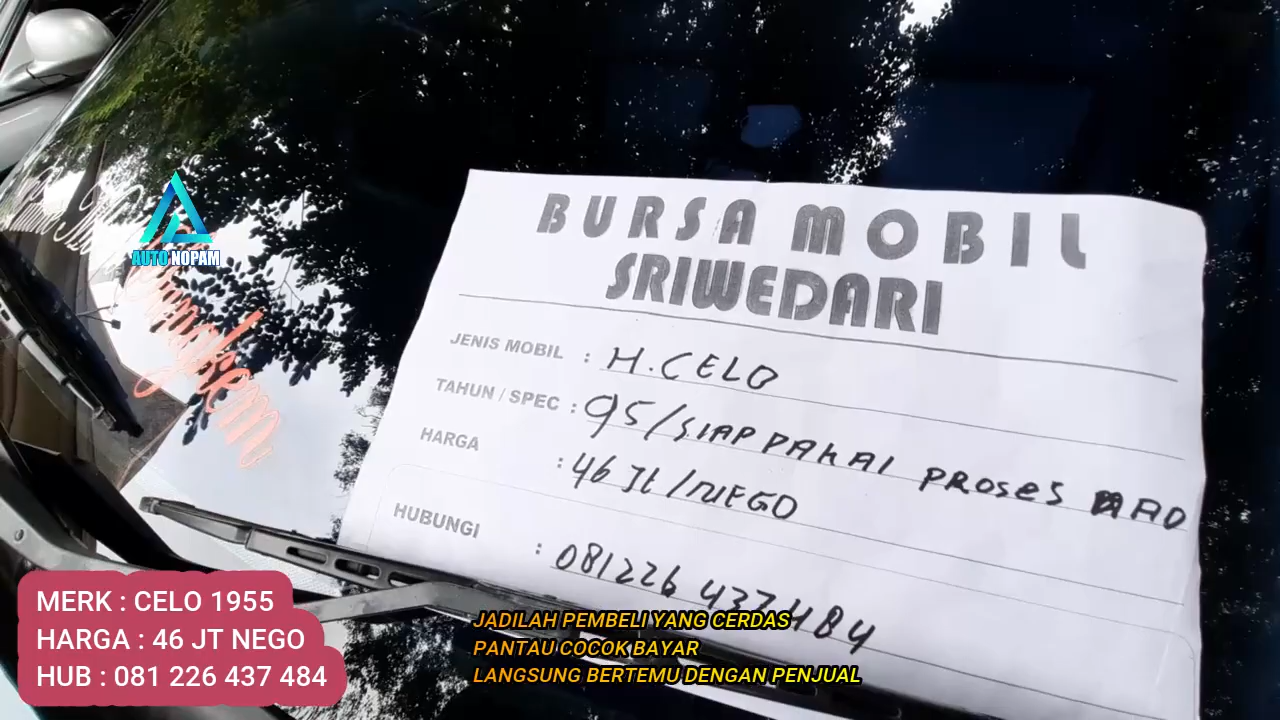 AUTO NOPAM
BURSA MOBIL
SRIWEDARI
JENIS MOBIL : H. CELO
TAHUN / SPEC : 95/SIAP PAKAI PROSES
HARGA : 46 Jt/NEGO
HUBUNGI : 081226 437484
MERK : CELO 1955
HARGA : 46 JT NEGO
HUB : 081 226 437 484
JADILAH PEMBELI YANG CERDAS
PANTAU COCOK BAYAR
LANGSUNG BERTEMU DENGAN PENJUAL